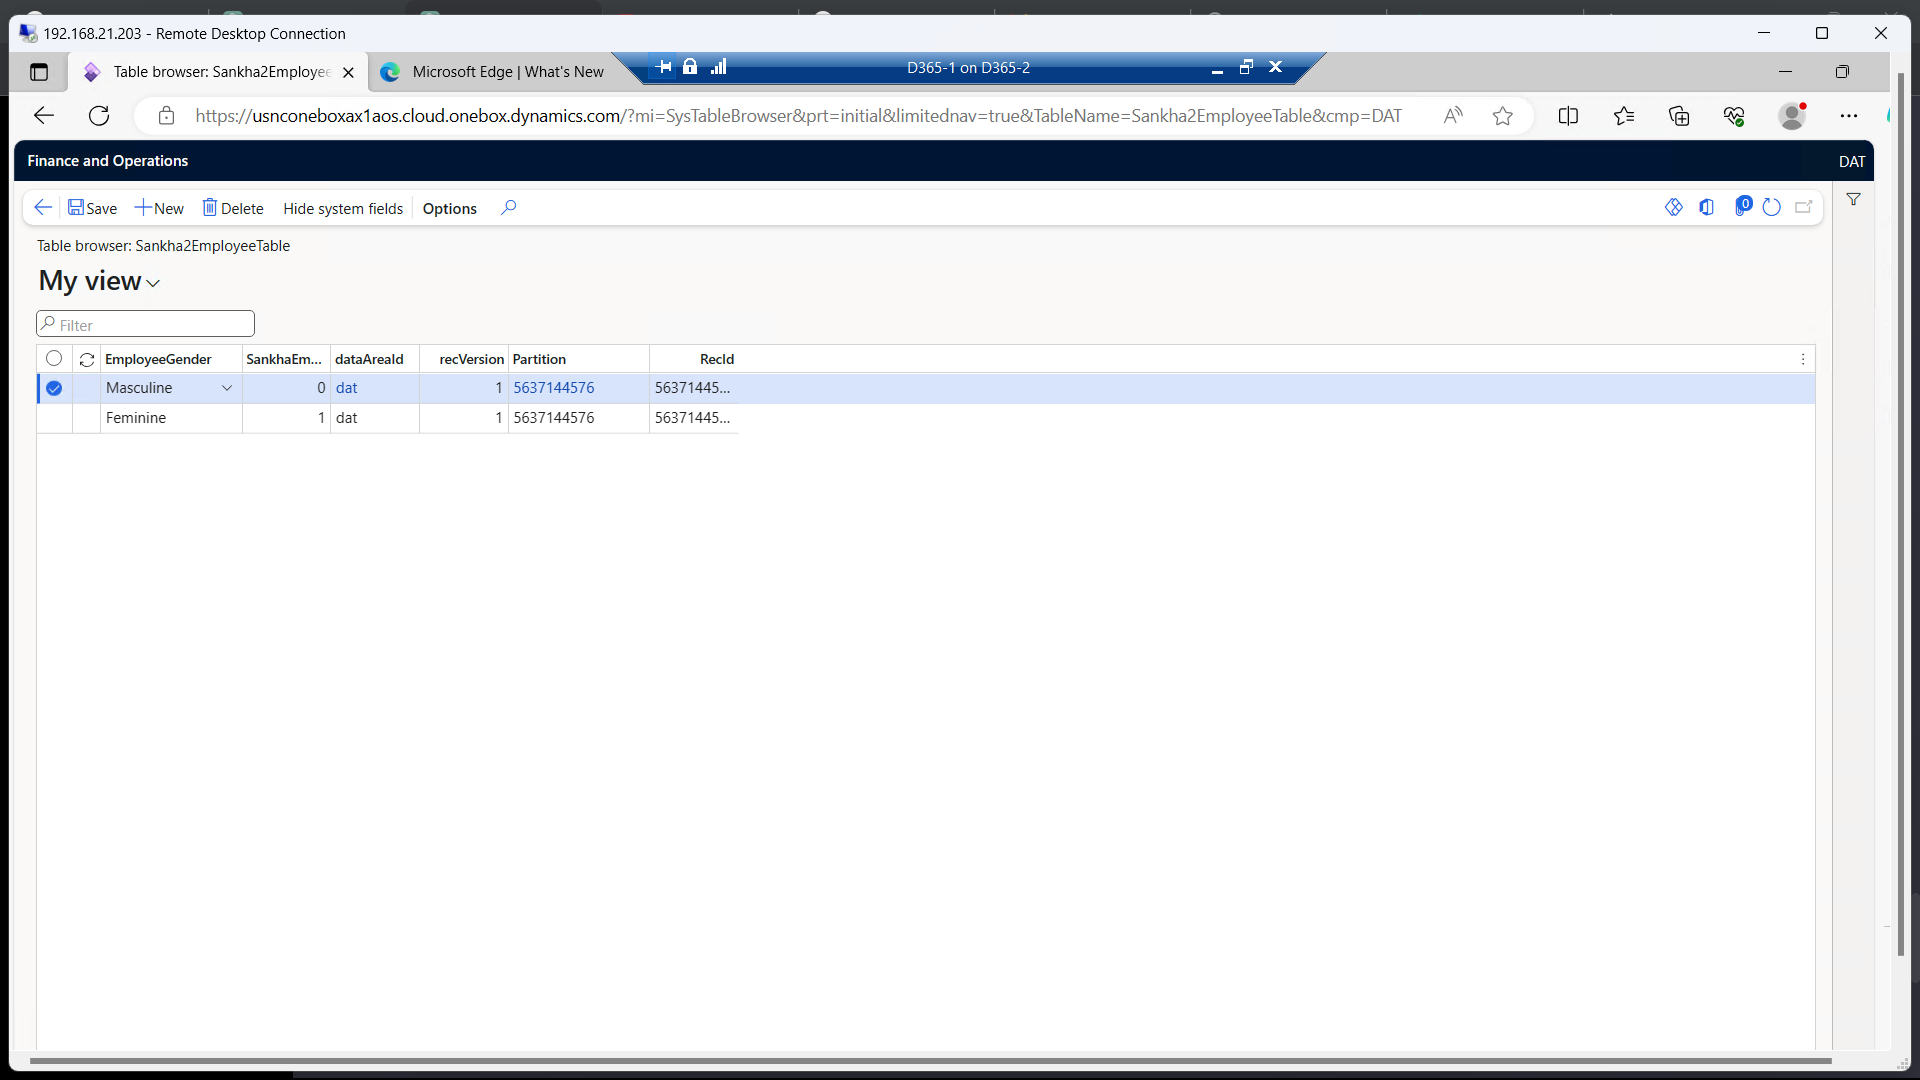 192.168.21.203 - Remote Desktop Connection
Table browser: Sankha2Employee
Microsoft Edge | What's New
D365-1 on D365-2
https://usnconeboxax1aos.cloud.onebox.dynamics.com/?mi=SysTableBrowser&prt=initial&limitednav=true&TableName=Sankha2EmployeeTable&cmp=DAT
Finance and Operations
DAT
Save New Delete Hide system fields Options 0
Table browser: Sankha2EmployeeTable
My view
Filter
EmployeeGender SankhaEm... dataAreaId recVersion Partition RecId
Masculine 0 dat 1 5637144576 56371445...
Feminine 1 dat 1 5637144576 56371445...